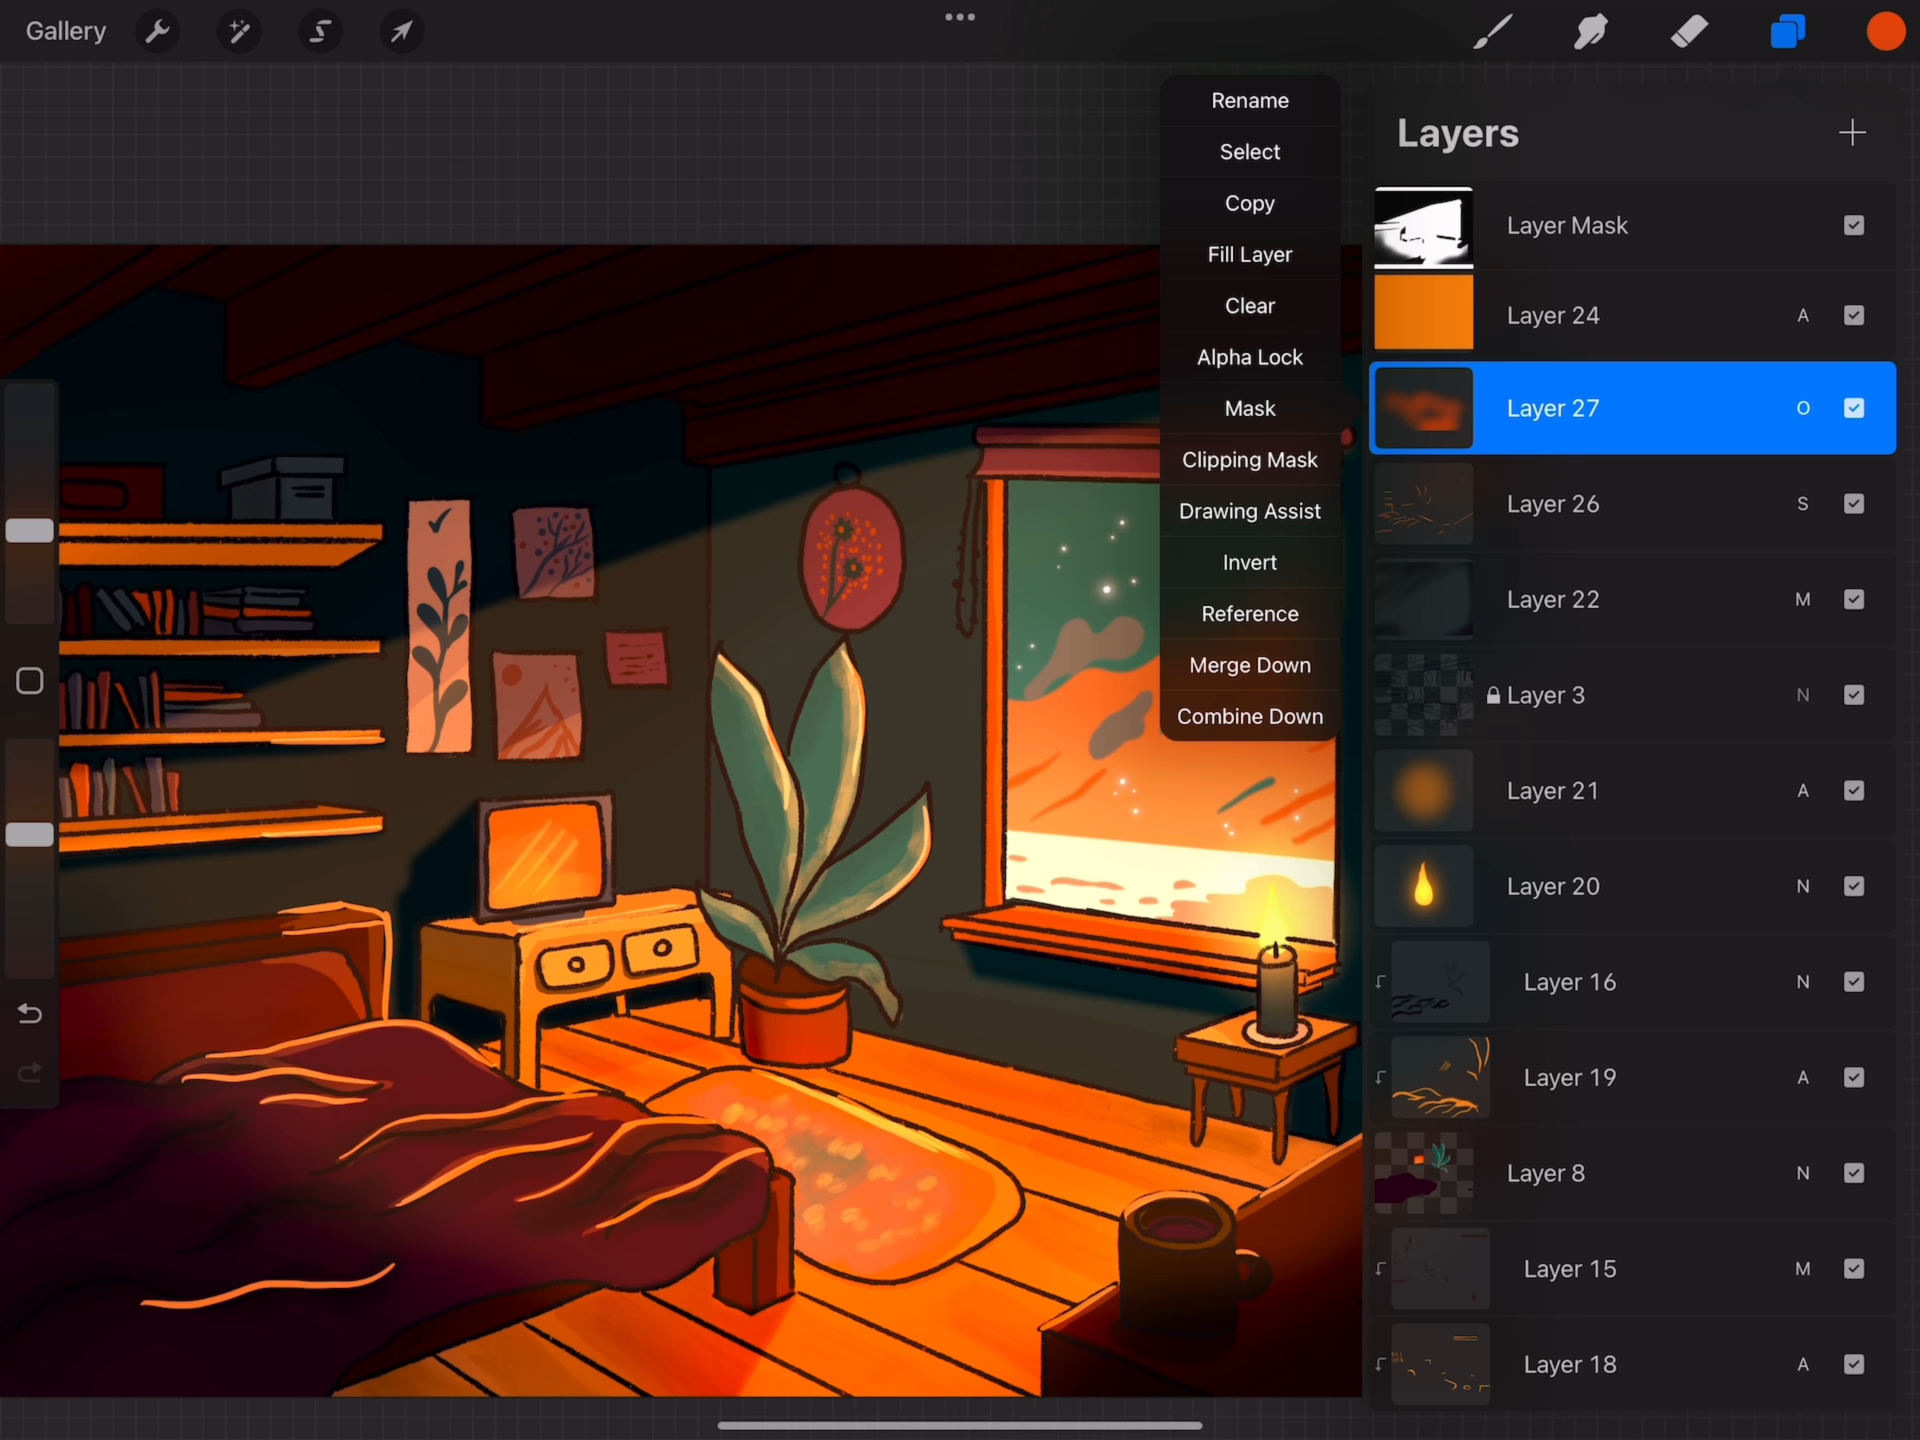 Gallery
Rename
Select
Copy
Fill Layer
Clear
Alpha Lock
Mask
Clipping Mask
Drawing Assist
Invert
Reference
Merge Down
Combine Down
Layers
Layer Mask
Layer 24 A
Layer 27 O
Layer 26 S
Layer 22 M
Layer 3 N
Layer 21 A
Layer 20 N
Layer 16 N
Layer 19 A
Layer 8 N
Layer 15 M
Layer 18 A